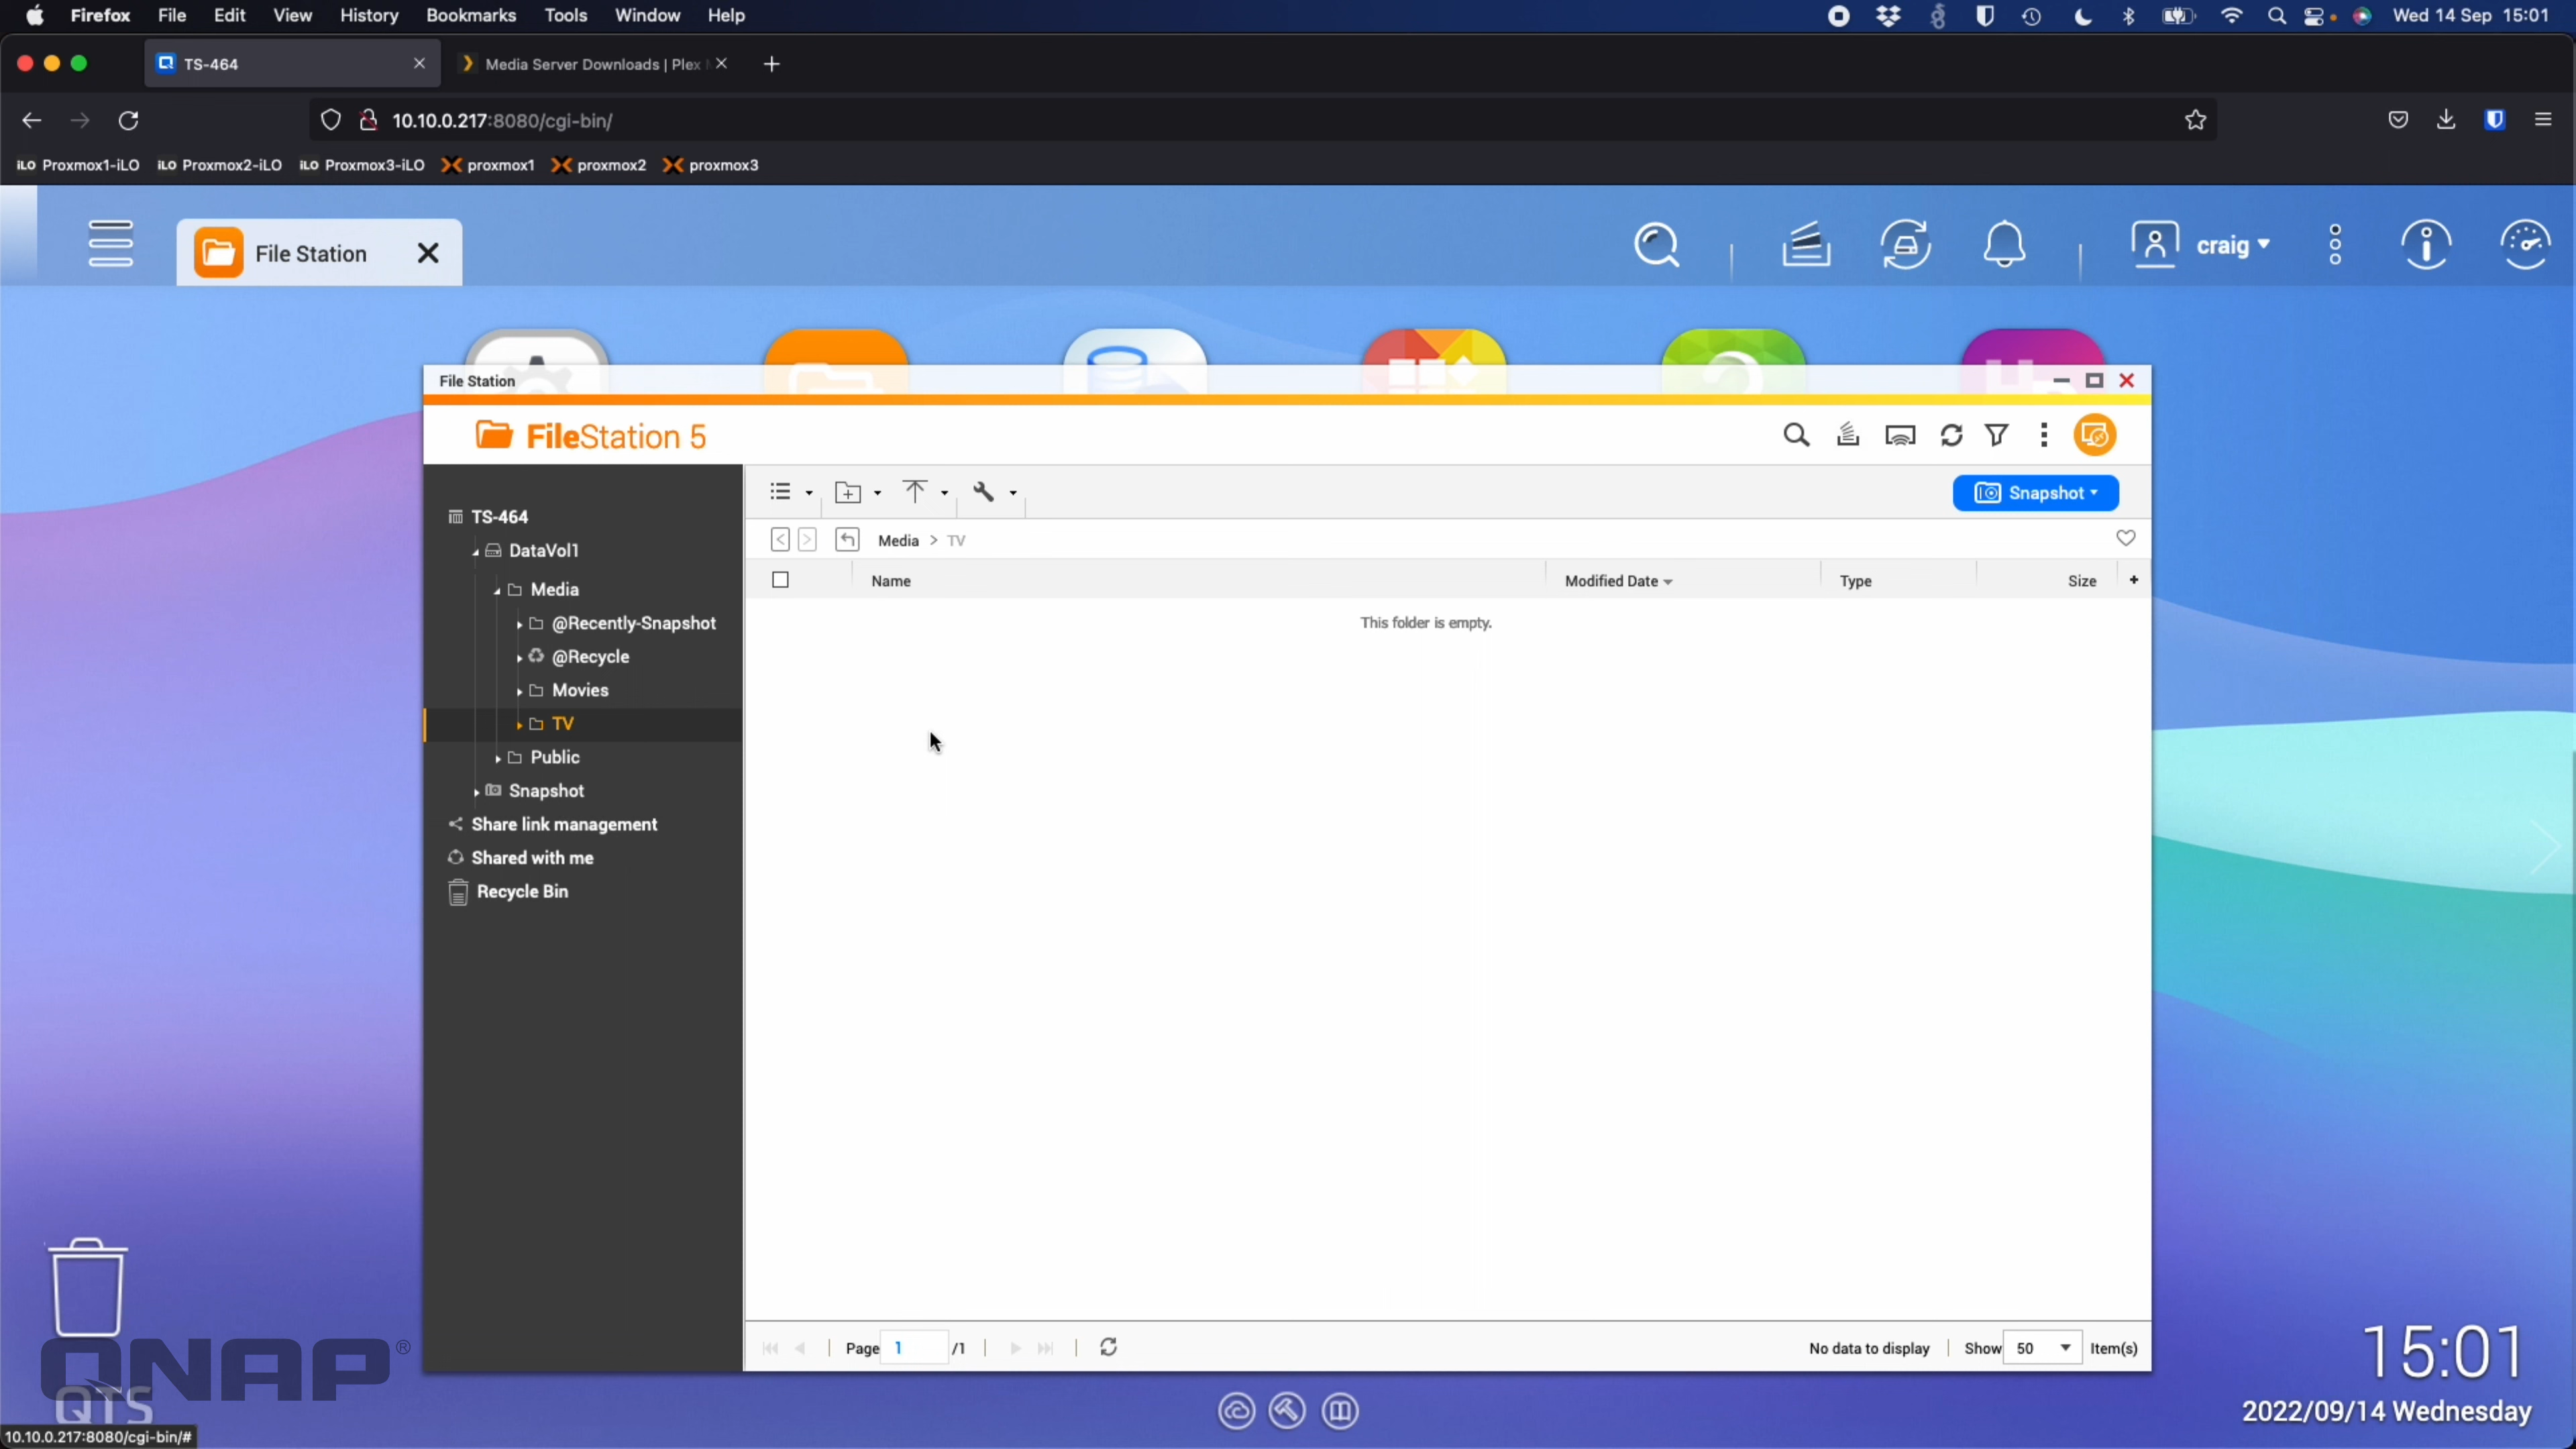 Firefox File Edit View History Bookmarks Tools Window Help Wed 14 Sep 15:01
TS-464 Media Server Downloads | Plex
10.10.0.217:8080/cgi-bin/
iLO Proxmox1-iLO iLO Proxmox2-iLO iLO Proxmox3-iLO proxmox1 proxmox2 proxmox3
File Station craig
File Station
FileStation 5
Snapshot
TS-464
DataVol1
Media
@Recently-Snapshot
@Recycle
Movies
TV
Public
Snapshot
Share link management
Shared with me
Recycle Bin
Media > TV
Name Modified Date Type Size +
This folder is empty.
Page 1 /1 No data to display Show 50 Item(s)
15:01
2022/09/14 Wednesday
QNAP®
QTS
10.10.0.217:8080/cgi-bin/#